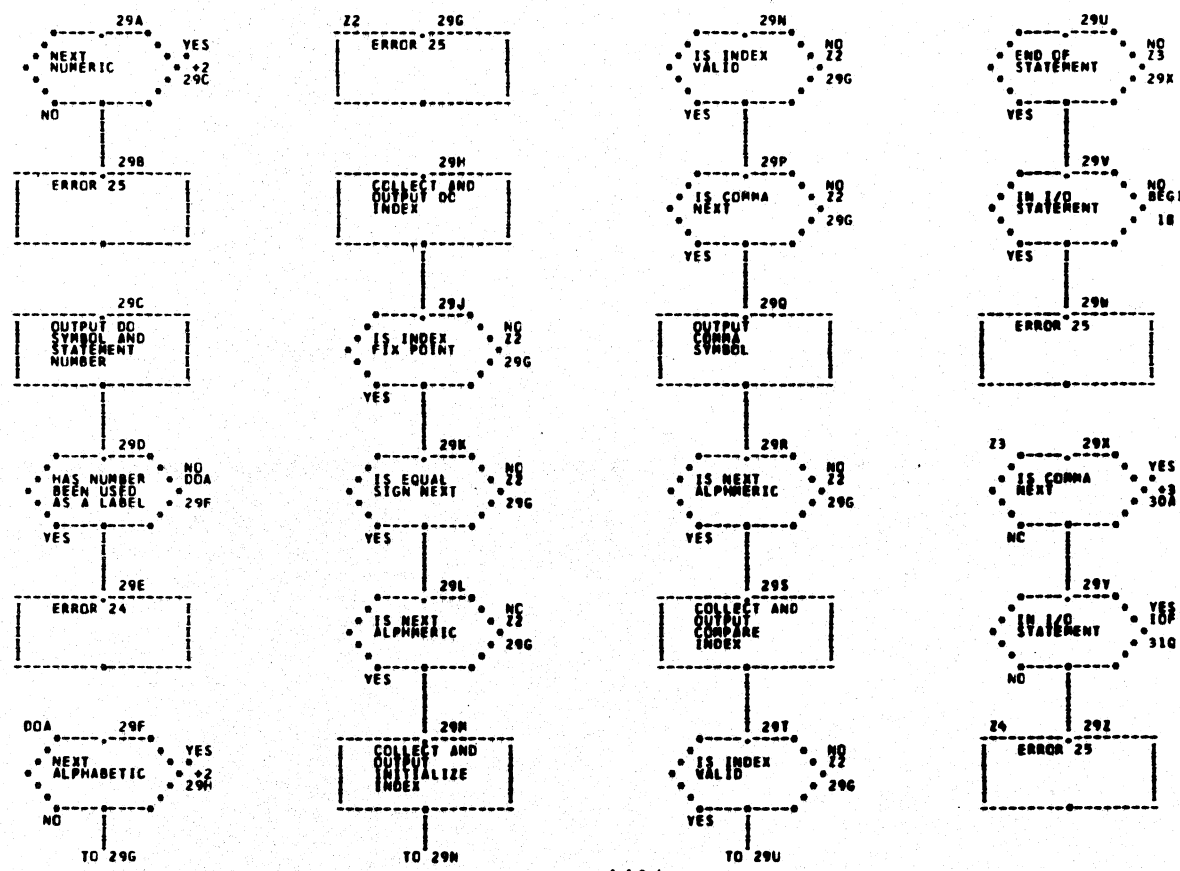 29A
NEXT
NUMERIC
YES
+2
29C
NO
29B
ERROR 25
29C
OUTPUT DO
SYMBOL AND
STATEMENT
NUMBER
29D
HAS NUMBER
BEEN USED
AS A LABEL
NO
DOA
29F
YES
29E
ERROR 24
DOA
29F
NEXT
ALPHABETIC
YES
+2
29H
NO
TO 29G
Z2
29G
ERROR 25
29H
COLLECT AND
OUTPUT DO
INDEX
29J
IS INDEX
FIX POINT
NO
Z2
29G
YES
29K
IS EQUAL
SIGN NEXT
NO
Z2
29G
YES
29L
IS NEXT
ALPHMERIC
NO
Z2
29G
YES
29M
COLLECT AND
OUTPUT
INITIALIZE
INDEX
TO 29N
29N
IS INDEX
VALID
NO
Z2
29G
YES
29P
IS COMMA
NEXT
NO
Z2
29G
YES
29Q
OUTPUT
COMMA
SYMBOL
29R
IS NEXT
ALPHMERIC
NO
Z2
29G
YES
29S
COLLECT AND
OUTPUT
COMPARE
INDEX
29T
IS INDEX
VALID
NO
Z2
29G
YES
TO 29U
29U
END OF
STATEMENT
NO
Z3
29X
YES
29V
IN I/O
STATEMENT
NO
BEGI
1B
YES
29W
ERROR 25
Z3
29X
IS COMMA
NEXT
YES
+3
30A
NO
29Y
IN I/O
STATEMENT
YES
IOF
31Q
NO
Z4
29Z
ERROR 25